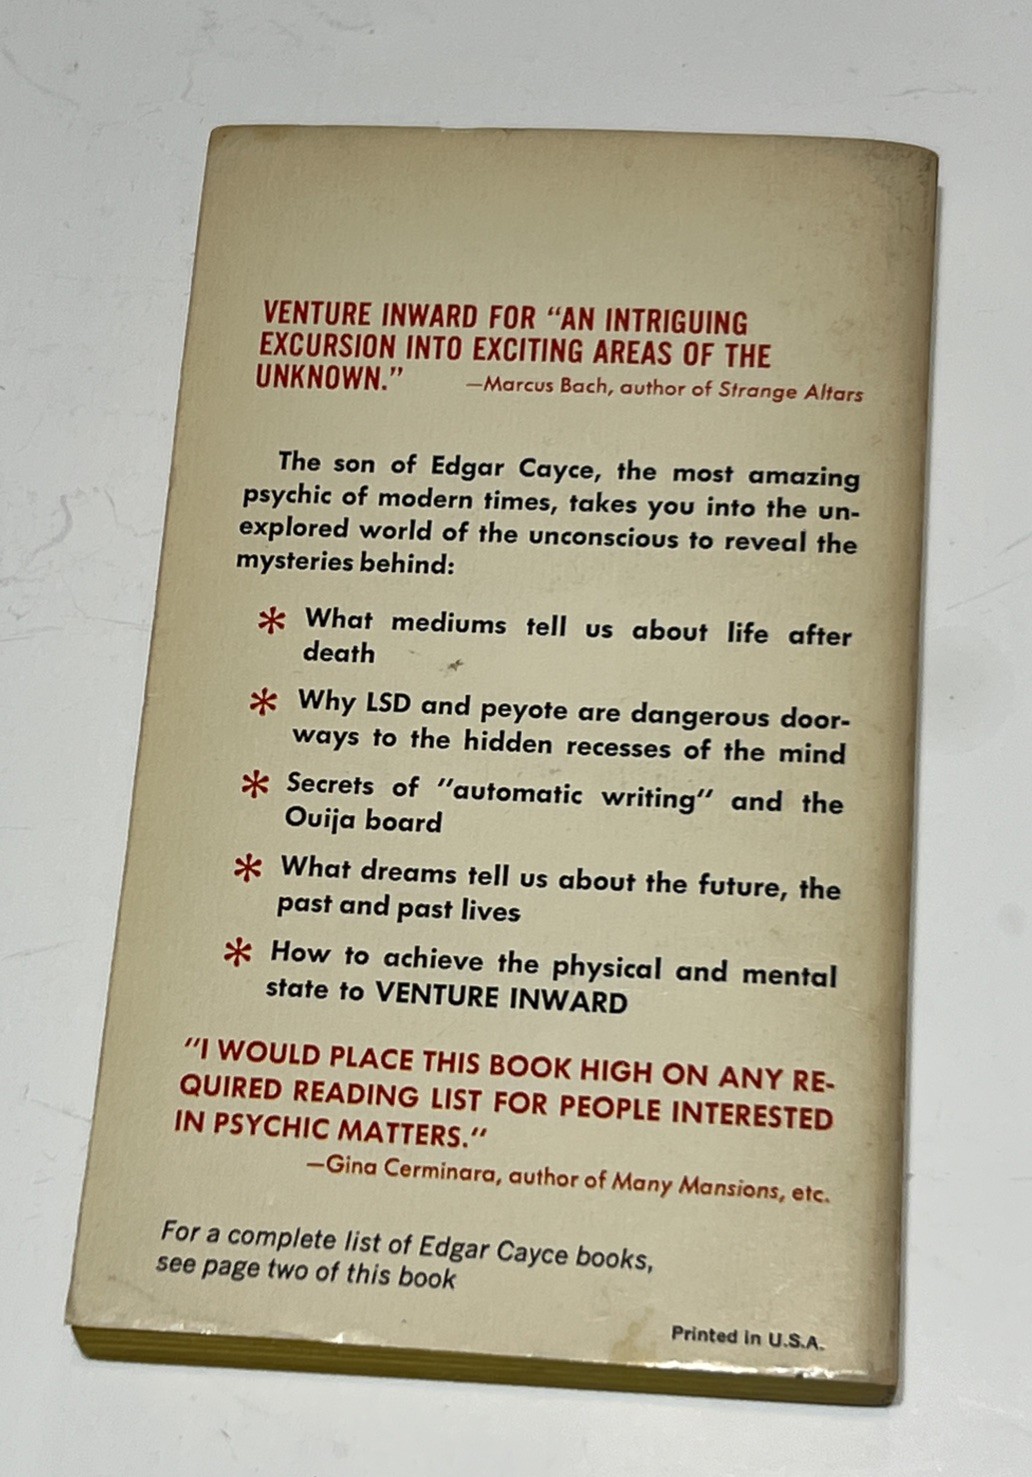 VENTURE INWARD FOR "AN INTRIGUING
EXCURSION INTO EXCITING AREAS OF THE
UNKNOWN." —Marcus Bach, author of Strange Altars
The son of Edgar Cayce, the most amazing
psychic of modern times, takes you into the un-
explored world of the unconscious to reveal the
mysteries behind:
* What mediums tell us about life after
death
* Why LSD and peyote are dangerous door-
ways to the hidden recesses of the mind
* Secrets of "automatic writing" and the
Ouija board
* What dreams tell us about the future, the
past and past lives
* How to achieve the physical and mental
state to VENTURE INWARD
"I WOULD PLACE THIS BOOK HIGH ON ANY RE-
QUIRED READING LIST FOR PEOPLE INTERESTED
IN PSYCHIC MATTERS."
—Gina Cerminara, author of Many Mansions, etc.
For a complete list of Edgar Cayce books,
see page two of this book
Printed in U.S.A.